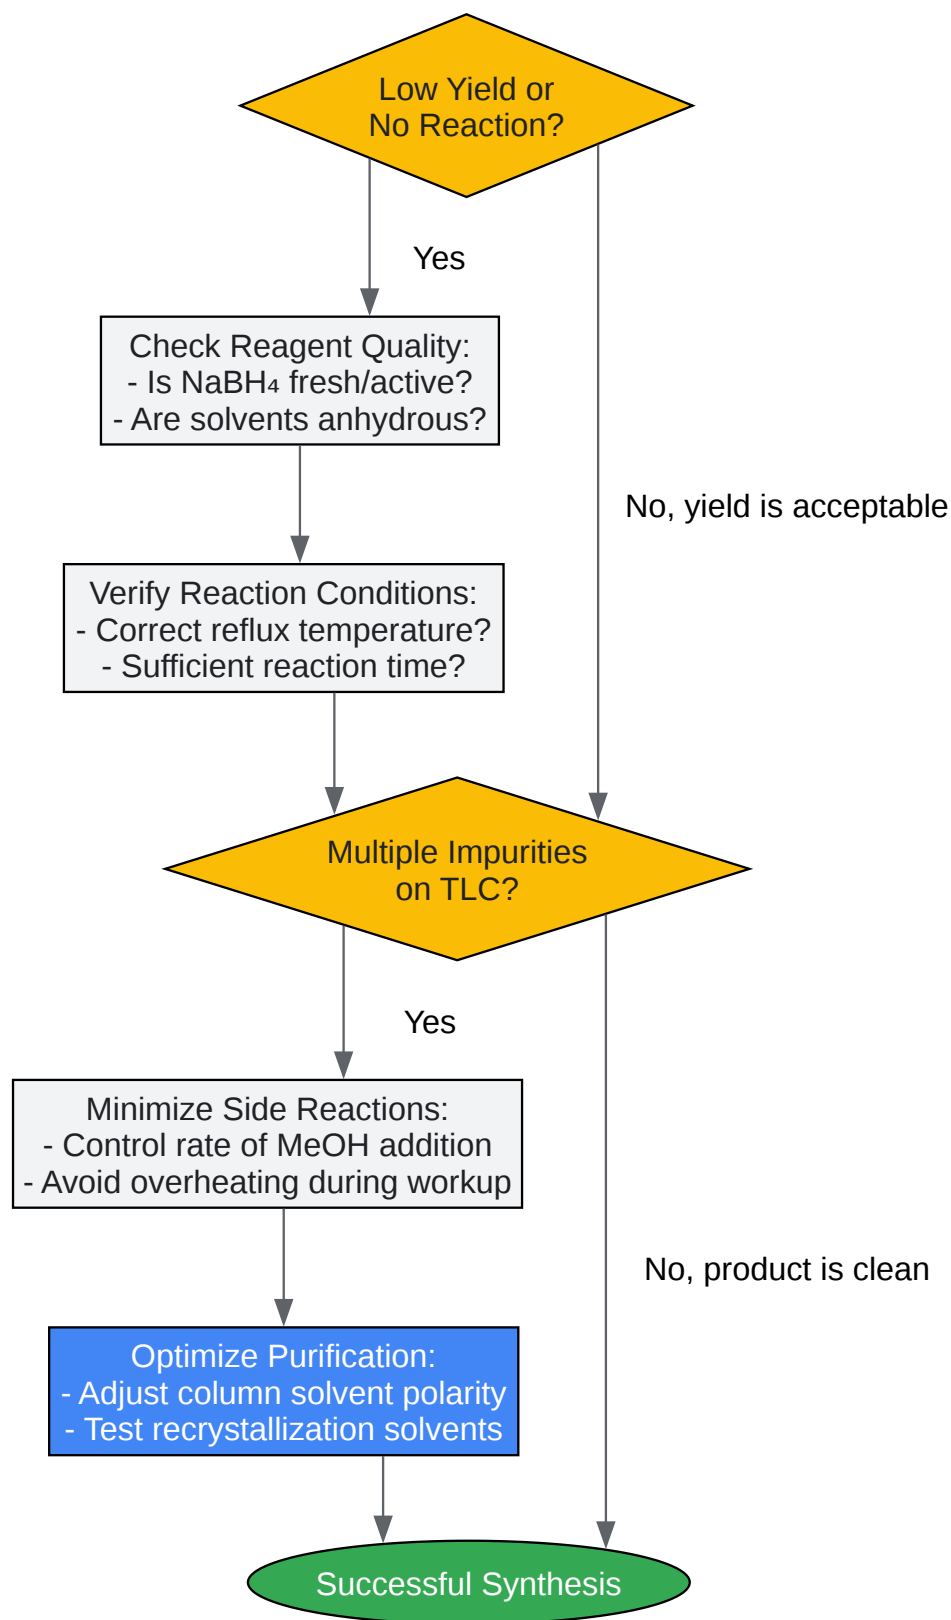 Low Yield or
No Reaction?
Yes
Check Reagent Quality:
- Is NaBH₄ fresh/active?
- Are solvents anhydrous?
No, yield is acceptable
Verify Reaction Conditions:
- Correct reflux temperature?
- Sufficient reaction time?
Multiple Impurities
on TLC?
Yes
Minimize Side Reactions:
- Control rate of MeOH addition
- Avoid overheating during workup
No, product is clean
Optimize Purification:
- Adjust column solvent polarity
- Test recrystallization solvents
Successful Synthesis